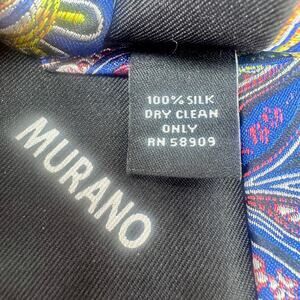 100% SILK
DRY CLEAN
ONLY
RN 58909
MURANO